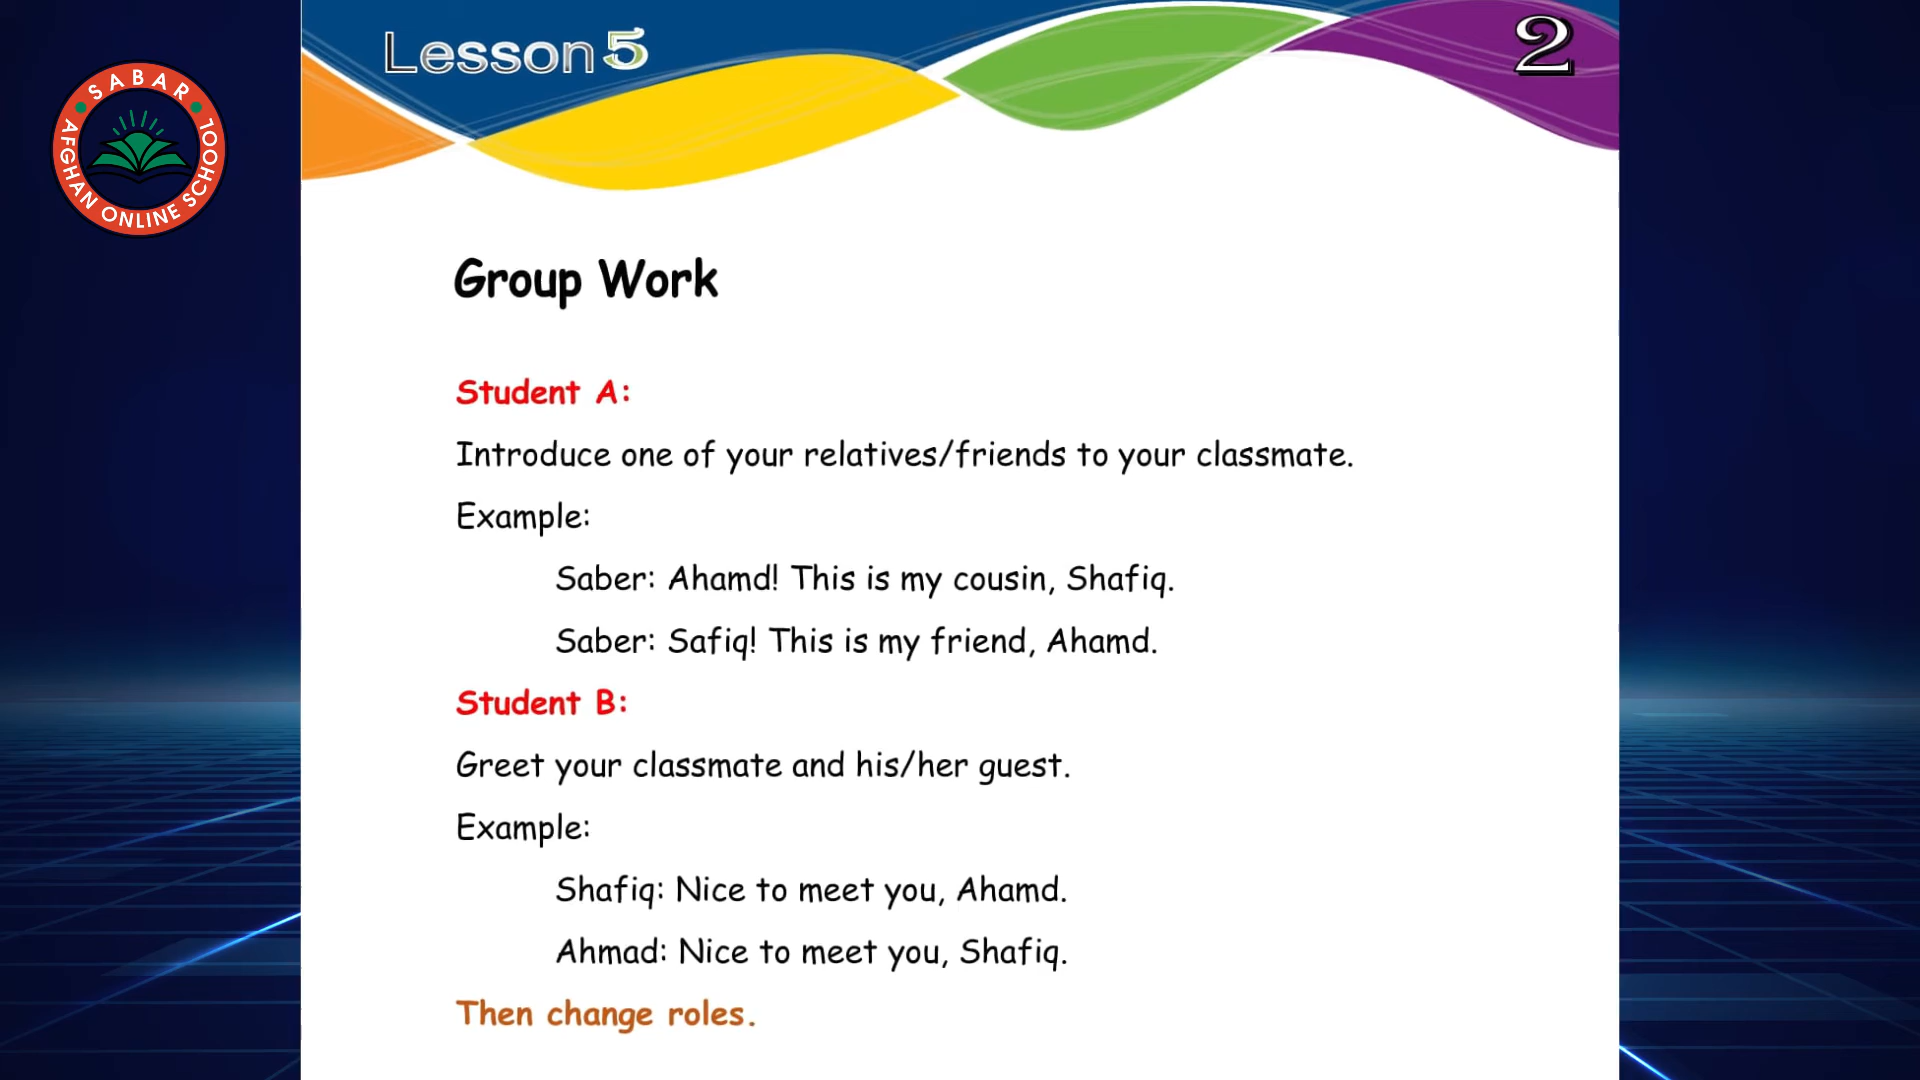 SABAR
AFGHAN ONLINE SCHOOL
Lesson 5
2
Group Work
Student A:
Introduce one of your relatives/friends to your classmate.
Example:
Saber: Ahamd! This is my cousin, Shafiq.
Saber: Safiq! This is my friend, Ahamd.
Student B:
Greet your classmate and his/her guest.
Example:
Shafiq: Nice to meet you, Ahamd.
Ahmad: Nice to meet you, Shafiq.
Then change roles.